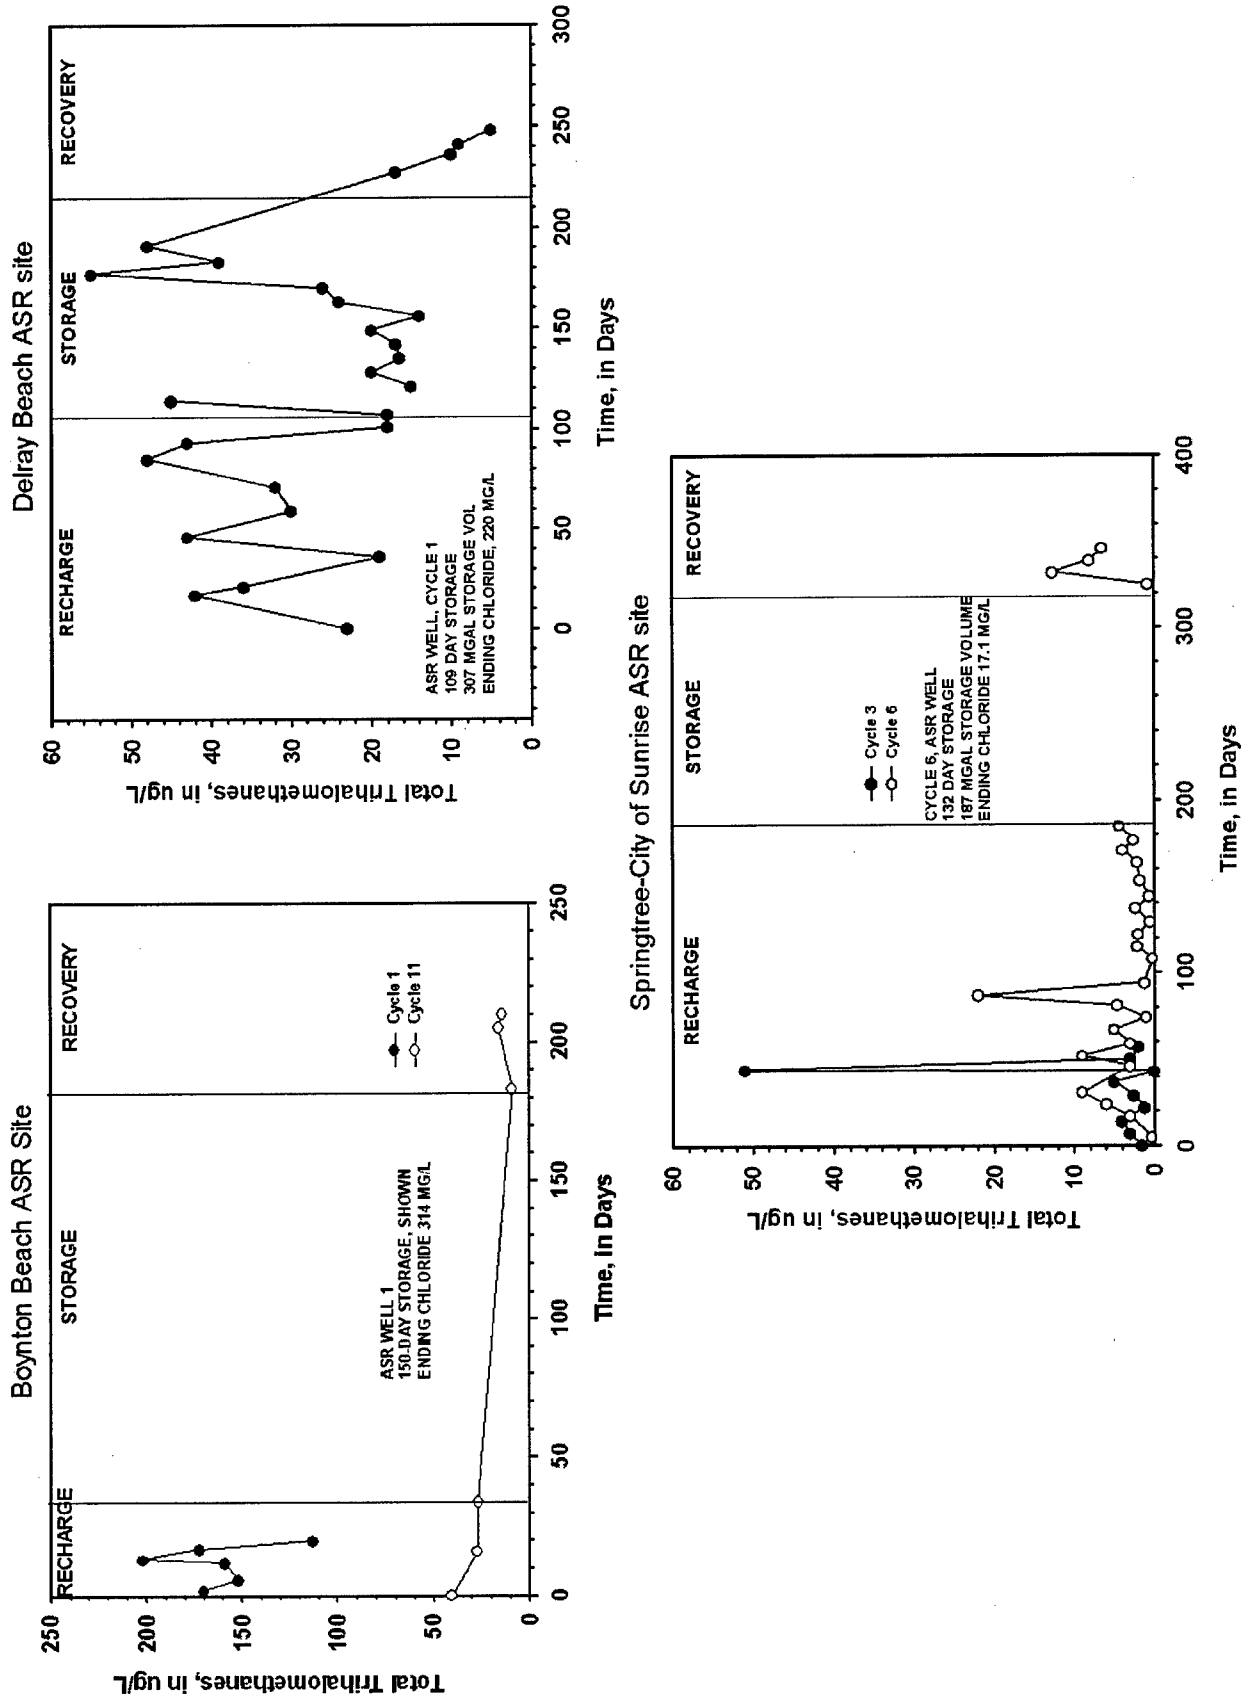 Boynton Beach ASR Site
Total Trihalomethanes, in ug/L
250
200
150
100
50
0
RECHARGE
STORAGE
RECOVERY
Cycle 1
Cycle 11
ASR WELL 1
150-DAY STORAGE, SHOWN
ENDING CHLORIDE 314 MG/L
0
50
100
150
200
250
Time, in Days
Delray Beach ASR site
Total Trihalomethanes, in ug/L
60
50
40
30
20
10
0
RECHARGE
STORAGE
RECOVERY
ASR WELL, CYCLE 1
109 DAY STORAGE
307 MGAL STORAGE VOL
ENDING CHLORIDE, 220 MG/L
0
50
100
150
200
250
300
Time, in Days
Springtree-City of Sunrise ASR site
Total Trihalomethanes, in ug/L
60
50
40
30
20
10
0
RECHARGE
STORAGE
RECOVERY
Cycle 3
Cycle 6
CYCLE 6, ASR WELL
132 DAY STORAGE
187 MGAL STORAGE VOLUME
ENDING CHLORIDE 17.1 MG/L
0
100
200
300
400
Time, in Days